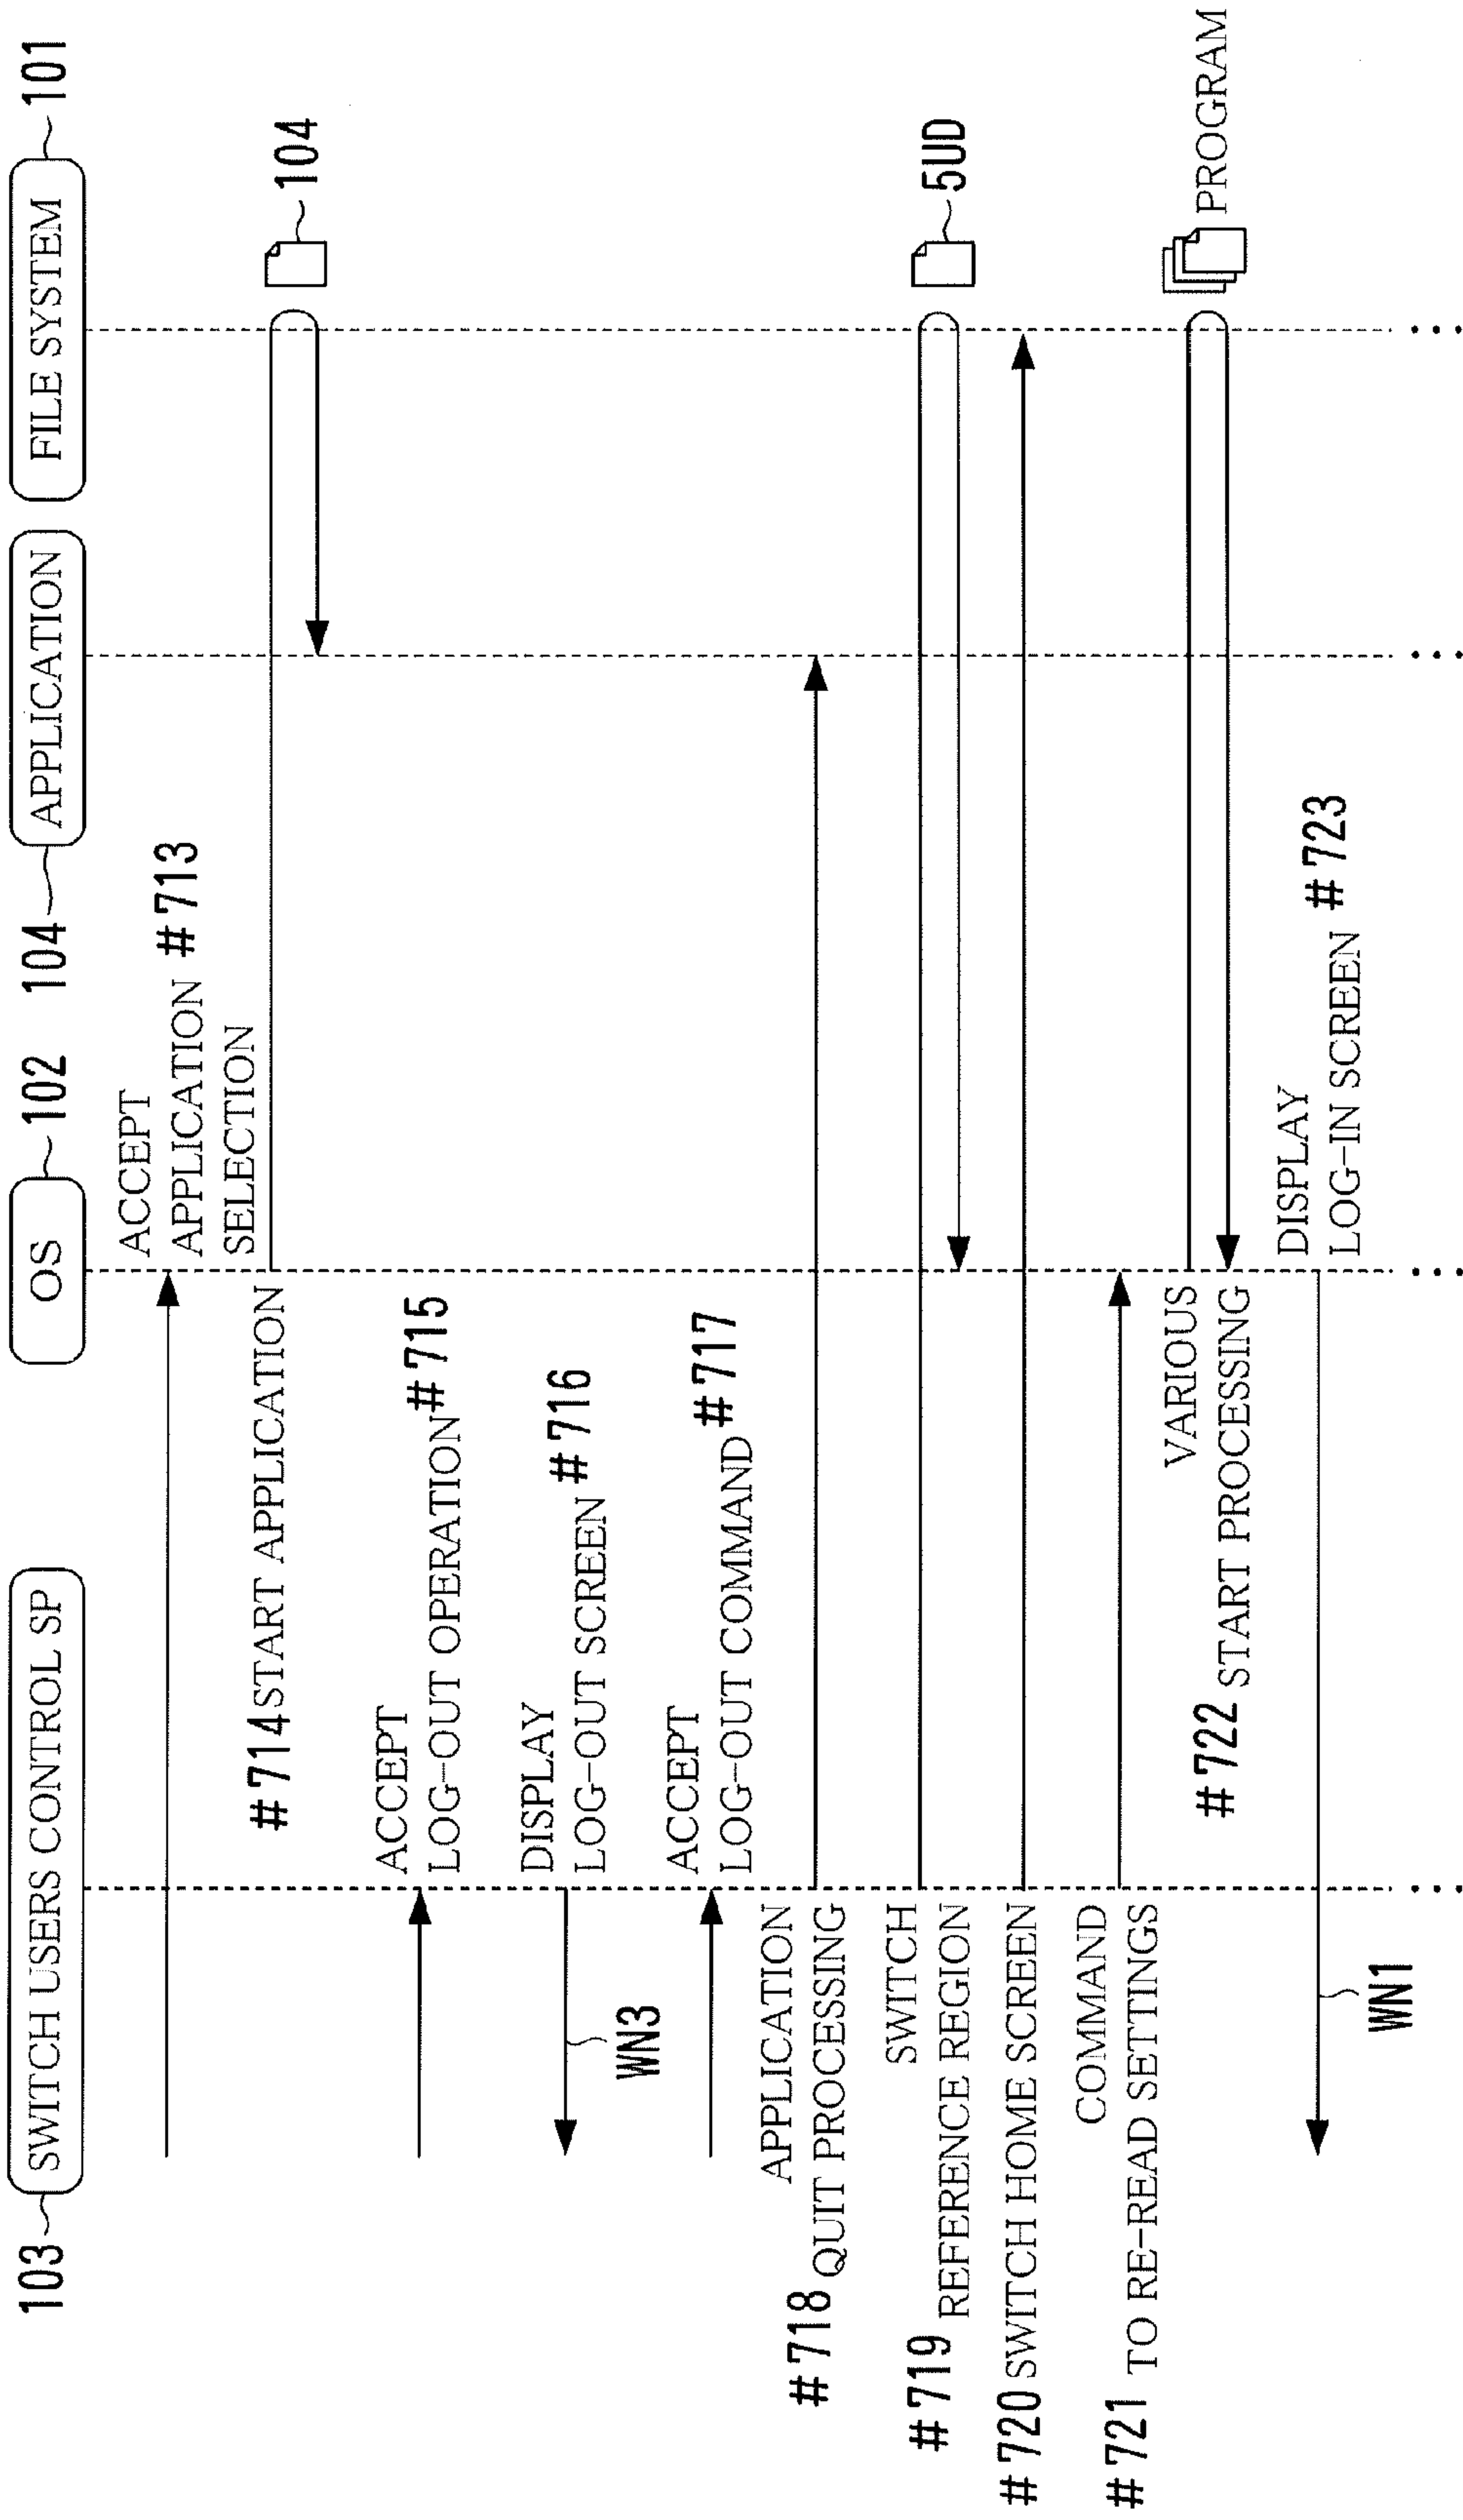 103
SWITCH USERS CONTROL SP
OS
102
104
APPLICATION
FILE SYSTEM
101
ACCEPT
APPLICATION #713
SELECTION
#714 START APPLICATION
104
ACCEPT
LOG-OUT OPERATION #715
DISPLAY
LOG-OUT SCREEN #716
WN3
ACCEPT
LOG-OUT COMMAND #717
APPLICATION
#718 QUIT PROCESSING
SWITCH
#719 REFERENCE REGION
5UD
#720 SWITCH HOME SCREEN
COMMAND
#721 TO RE-READ SETTINGS
VARIOUS
#722 START PROCESSING
PROGRAM
DISPLAY
LOG-IN SCREEN #723
WN1